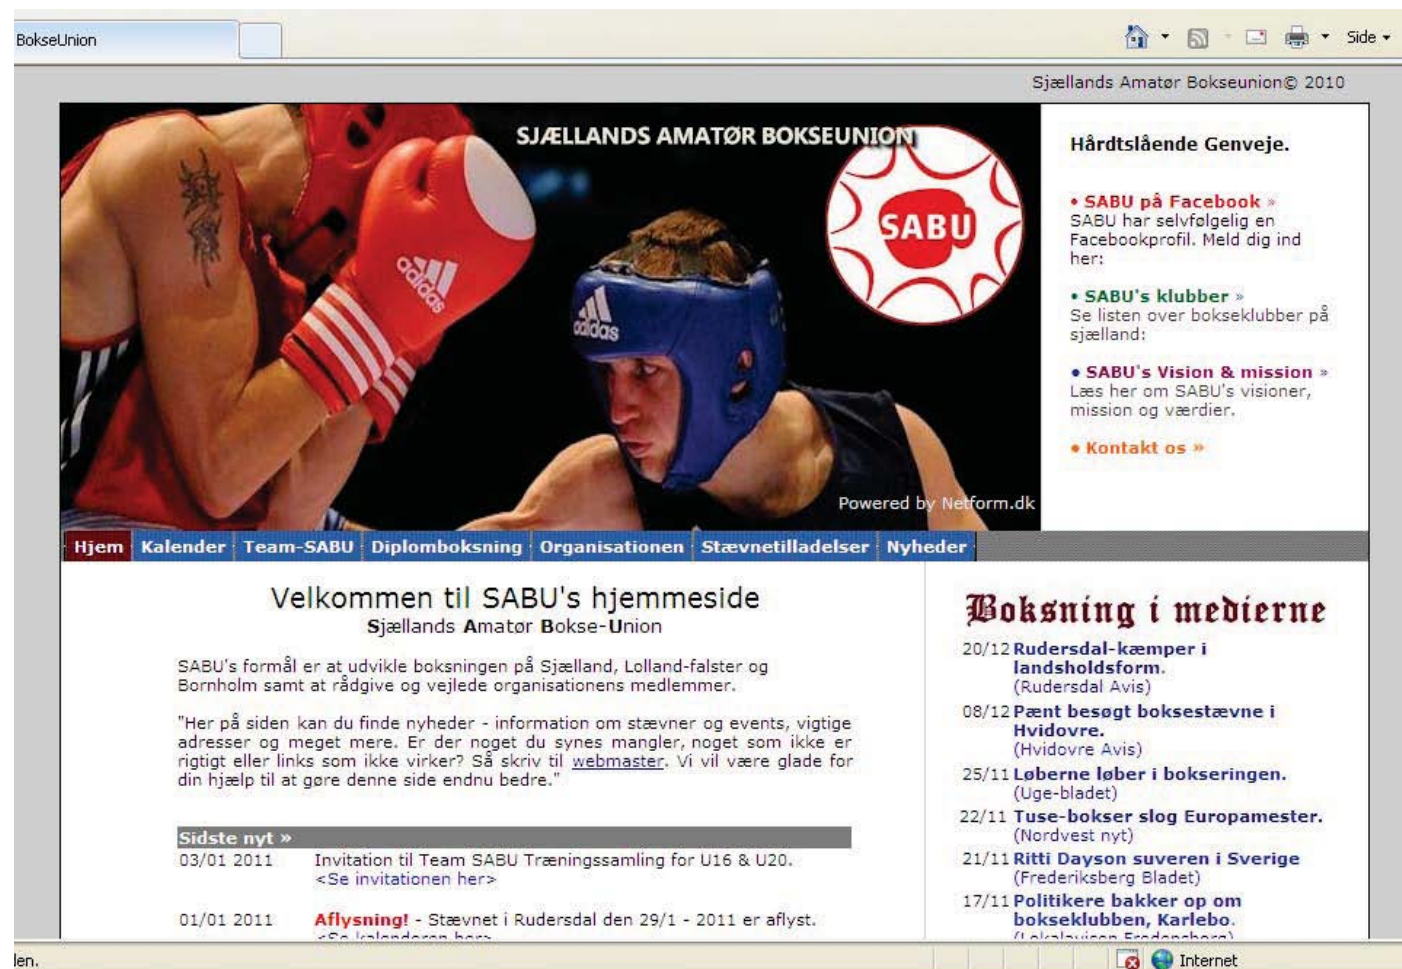 BokseUnion
Side
Sjællands Amatør Bokseunion© 2010
SJÆLLANDS AMATØR BOKSEUNION
SABU
adidas
adidas
Powered by Netform.dk
Hårdtslående Genveje.
• SABU på Facebook »
SABU har selvfølgelig en
Facebookprofil. Meld dig ind
her:
• SABU's klubber »
Se listen over bokseklubber på
sjælland:
• SABU's Vision & mission »
Læs her om SABU's visioner,
mission og værdier.
• Kontakt os »
Hjem Kalender Team-SABU Diplomboksning Organisationen Stævnetilladelser Nyheder
Velkommen til SABU's hjemmeside
Sjællands Amatør Bokse-Union
SABU's formål er at udvikle boksningen på Sjælland, Lolland-falster og
Bornholm samt at rådgive og vejlede organisationens medlemmer.
"Her på siden kan du finde nyheder - information om stævner og events, vigtige
adresser og meget mere. Er der noget du synes mangler, noget som ikke er
rigtigt eller links som ikke virker? Så skriv til webmaster. Vi vil være glade for
din hjælp til at gøre denne side endnu bedre."
Sidste nyt »
03/01 2011 Invitation til Team SABU Træningssamling for U16 & U20.
<Se invitationen her>
01/01 2011 Aflysning! - Stævnet i Rudersdal den 29/1 - 2011 er aflyst.
<Se kalenderen her>
Boksning i medierne
20/12 Rudersdal-kæmper i
landsholdsform.
(Rudersdal Avis)
08/12 Pænt besøgt boksestævne i
Hvidovre.
(Hvidovre Avis)
25/11 Løberne løber i bokseringen.
(Uge-bladet)
22/11 Tuse-bokser slog Europamester.
(Nordvest nyt)
21/11 Ritti Dayson suveren i Sverige
(Frederiksberg Bladet)
17/11 Politikere bakker op om
bokseklubben, Karlebo.
(Lokalavisen Fredensborg)
len.
Internet